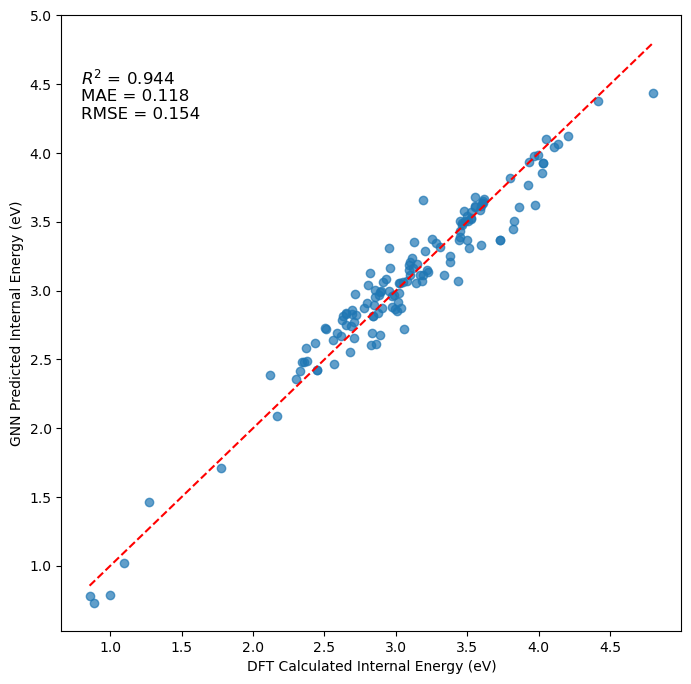 5.0
4.5
4.0
3.5
3.0
2.5
2.0
1.5
1.0
R² = 0.944
MAE = 0.118
RMSE = 0.154
GNN Predicted Internal Energy (eV)
1.0 1.5 2.0 2.5 3.0 3.5 4.0 4.5
DFT Calculated Internal Energy (eV)